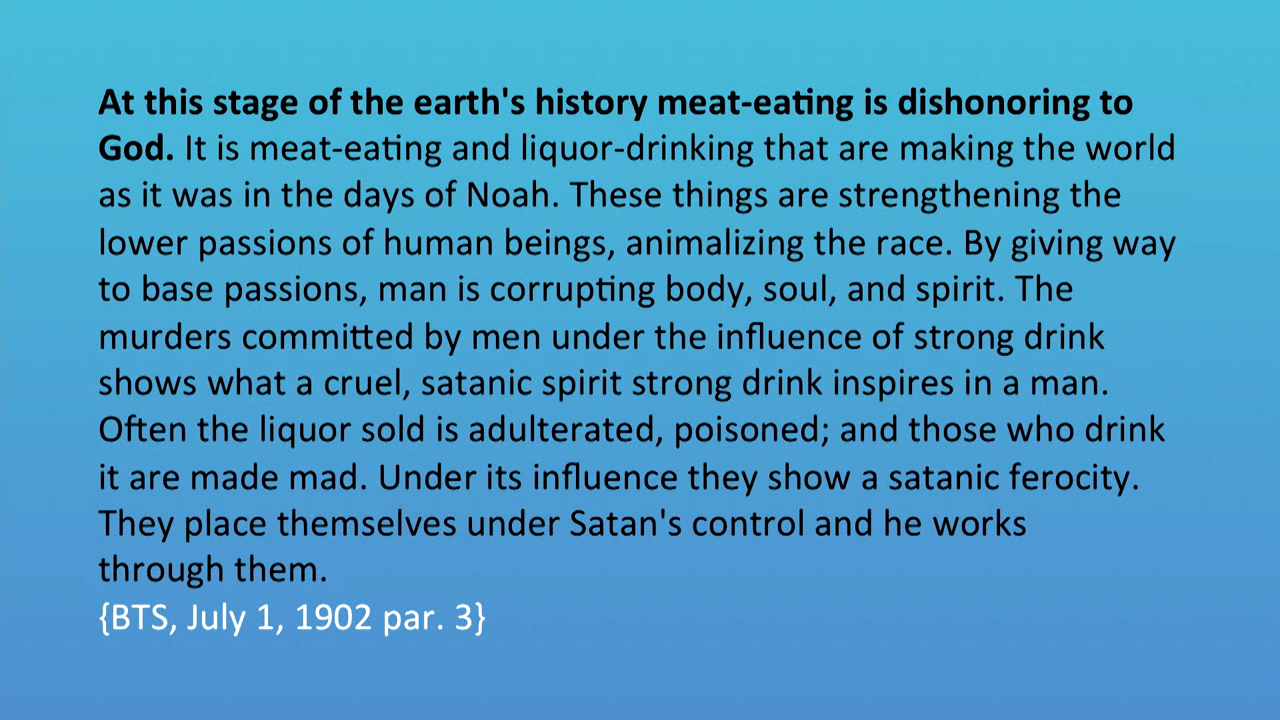 At this stage of the earth's history meat-eating is dishonoring to
God. It is meat-eating and liquor-drinking that are making the world
as it was in the days of Noah. These things are strengthening the
lower passions of human beings, animalizing the race. By giving way
to base passions, man is corrupting body, soul, and spirit. The
murders committed by men under the influence of strong drink
shows what a cruel, satanic spirit strong drink inspires in a man.
Often the liquor sold is adulterated, poisoned; and those who drink
it are made mad. Under its influence they show a satanic ferocity.
They place themselves under Satan's control and he works
through them.
{BTS, July 1, 1902 par. 3}